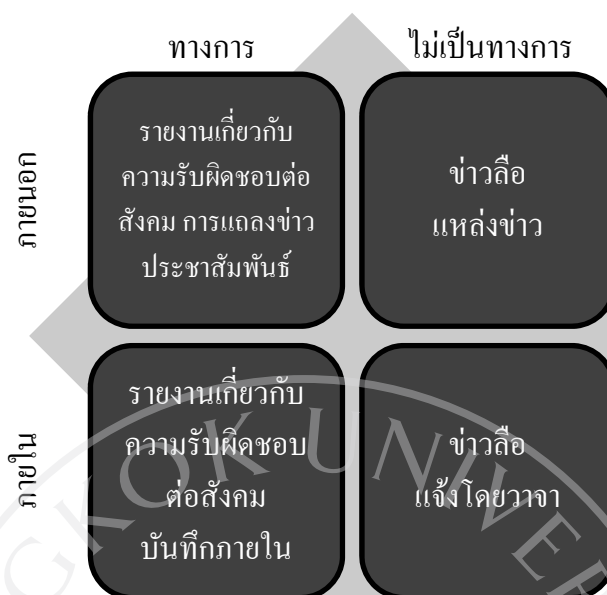 ทางการ ไม่เป็นทางการ
ภายนอก
รายงานเกี่ยวกับ
ความรับผิดชอบต่อ
สังคม การแถลงข่าว
ประชาสัมพันธ์
ข่าวลือ
แหล่งข่าว
ภายใน
รายงานเกี่ยวกับ
ความรับผิดชอบ
ต่อสังคม
บันทึกภายใน
ข่าวลือ
แจ้งโดยวาจา
GKOK UNIVER